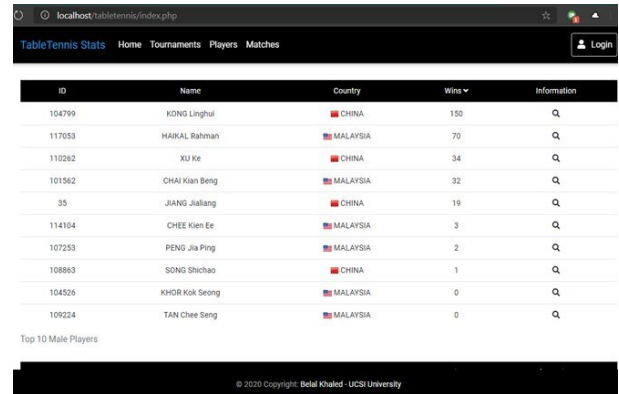 localhost/tabletennis/index.php
TableTennis Stats Home Tournaments Players Matches Login
ID Name Country Wins Information
104799 KONG Linghui CHINA 150
117053 HAIKAL Rahman MALAYSIA 70
110262 XU Ke CHINA 34
101562 CHAI Kian Beng MALAYSIA 32
35 JIANG Jialiang CHINA 19
114104 CHEE Kien Ee MALAYSIA 3
107253 PENG Jia Ping MALAYSIA 2
108863 SONG Shichao CHINA 1
104526 KHOR Kok Seong MALAYSIA 0
109224 TAN Chee Seng MALAYSIA 0
Top 10 Male Players
© 2020 Copyright: Belal Khaled - UCSI University